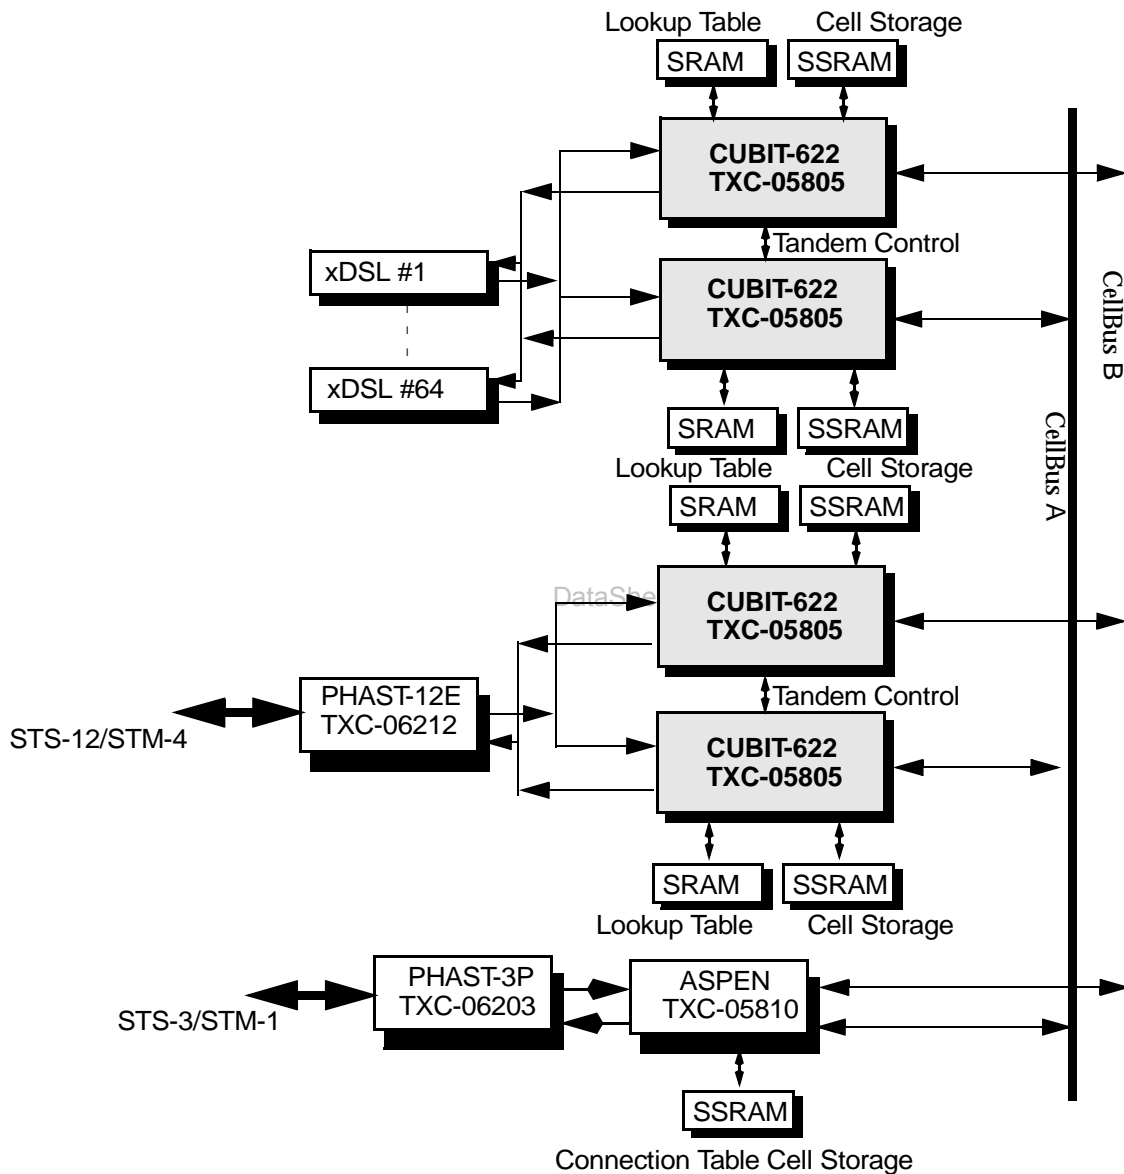 Lookup Table
Cell Storage
SRAM
SSRAM
CUBIT-622
TXC-05805
Tandem Control
xDSL #1
CUBIT-622
TXC-05805
CellBus B
xDSL #64
CellBus A
SRAM
SSRAM
Lookup Table
Cell Storage
SRAM
SSRAM
DataShe
CUBIT-622
TXC-05805
Tandem Control
PHAST-12E
TXC-06212
STS-12/STM-4
CUBIT-622
TXC-05805
SRAM
SSRAM
Lookup Table
Cell Storage
PHAST-3P
TXC-06203
ASPEN
TXC-05810
STS-3/STM-1
SSRAM
Connection Table Cell Storage